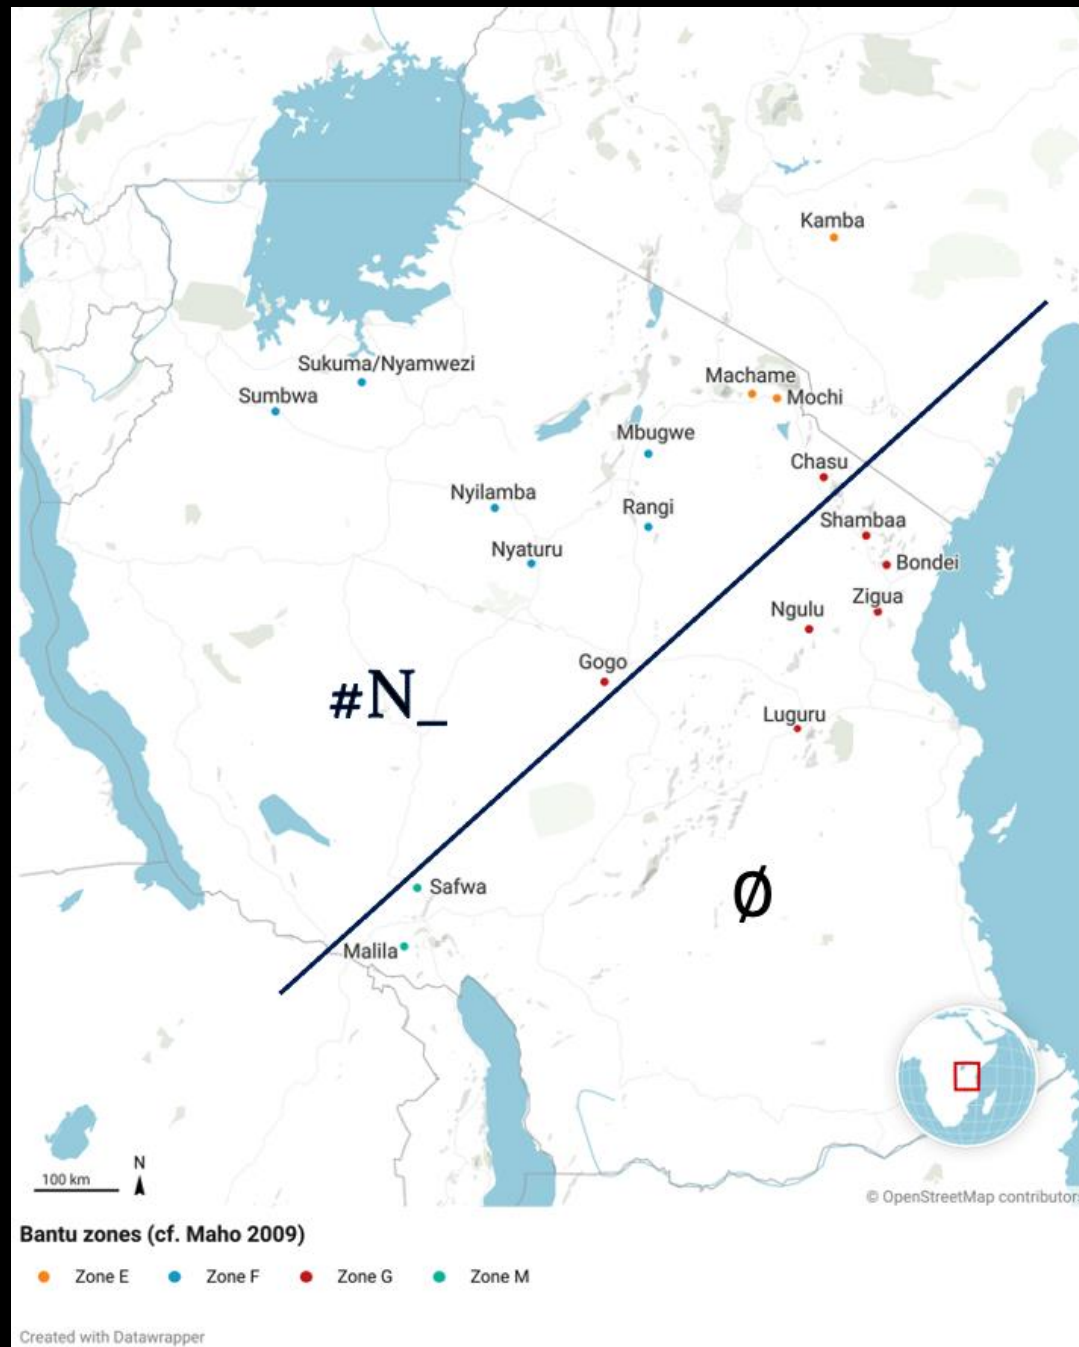 Kamba
Sukuma/Nyamwezi
Machame
Sumbwa
Mochi
Mbugwe
Chasu
Nyilamba
Rangi
Shambaa
Nyaturu
Bondei
Zigua
Ngulu
Gogo
#N_
Luguru
Safwa
Ø
Malila
N
100 km
© OpenStreetMap contributors
Bantu zones (cf. Maho 2009)
Zone E Zone F Zone G Zone M
Created with Datawrapper